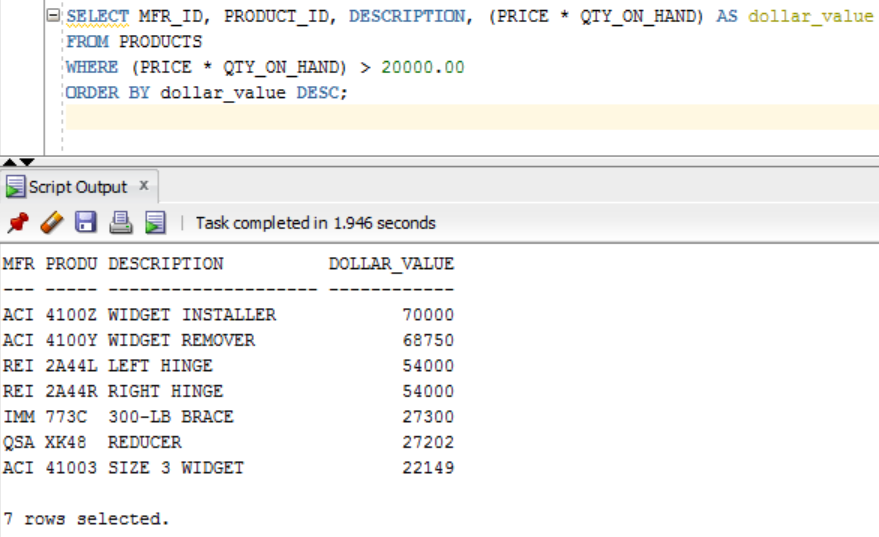 SELECT MFR_ID, PRODUCT_ID, DESCRIPTION, (PRICE * QTY_ON_HAND) AS dollar_value
FROM PRODUCTS
WHERE (PRICE * QTY_ON_HAND) > 20000.00
ORDER BY dollar_value DESC;
Script Output x
Task completed in 1.946 seconds
MFR PRODU DESCRIPTION          DOLLAR_VALUE
--- ----- -------------------- ------------
ACI 4100Z WIDGET INSTALLER            70000
ACI 4100Y WIDGET REMOVER              68750
REI 2A44L LEFT HINGE                  54000
REI 2A44R RIGHT HINGE                 54000
IMM 773C  300-LB BRACE                27300
QSA XK48  REDUCER                     27202
ACI 41003 SIZE 3 WIDGET               22149
7 rows selected.